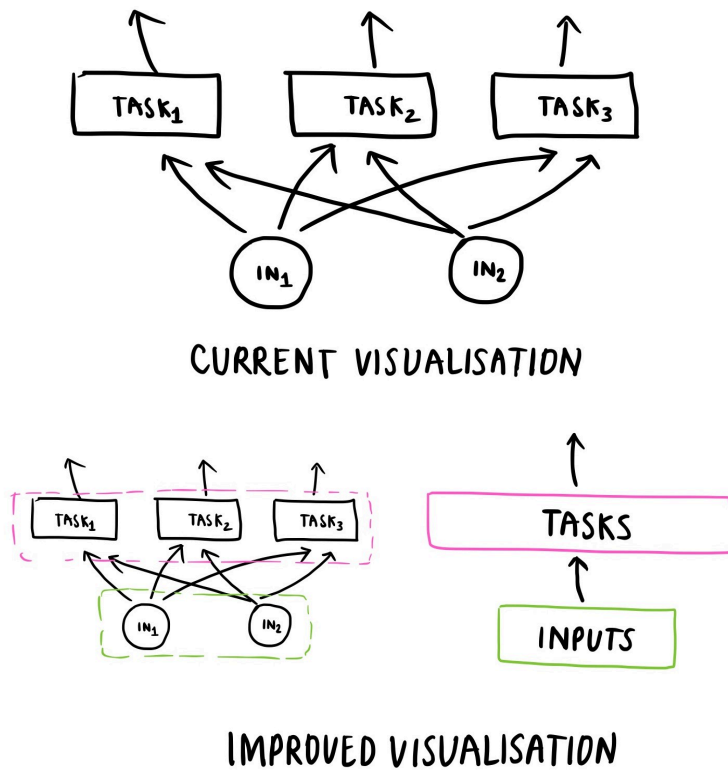 TASK₁ TASK₂ TASK₃
IN₁ IN₂
CURRENT VISUALISATION
TASK₁ TASK₂ TASK₃ TASKS
IN₁ IN₂ INPUTS
IMPROVED VISUALISATION